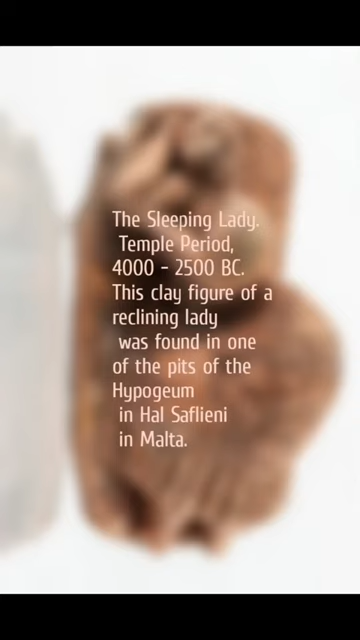 The Sleeping Lady.
Temple Period,
4000 - 2500 BC.
This clay figure of a
reclining lady
was found in one
of the pits of the
Hypogeum
in Hal Saflieni
in Malta.